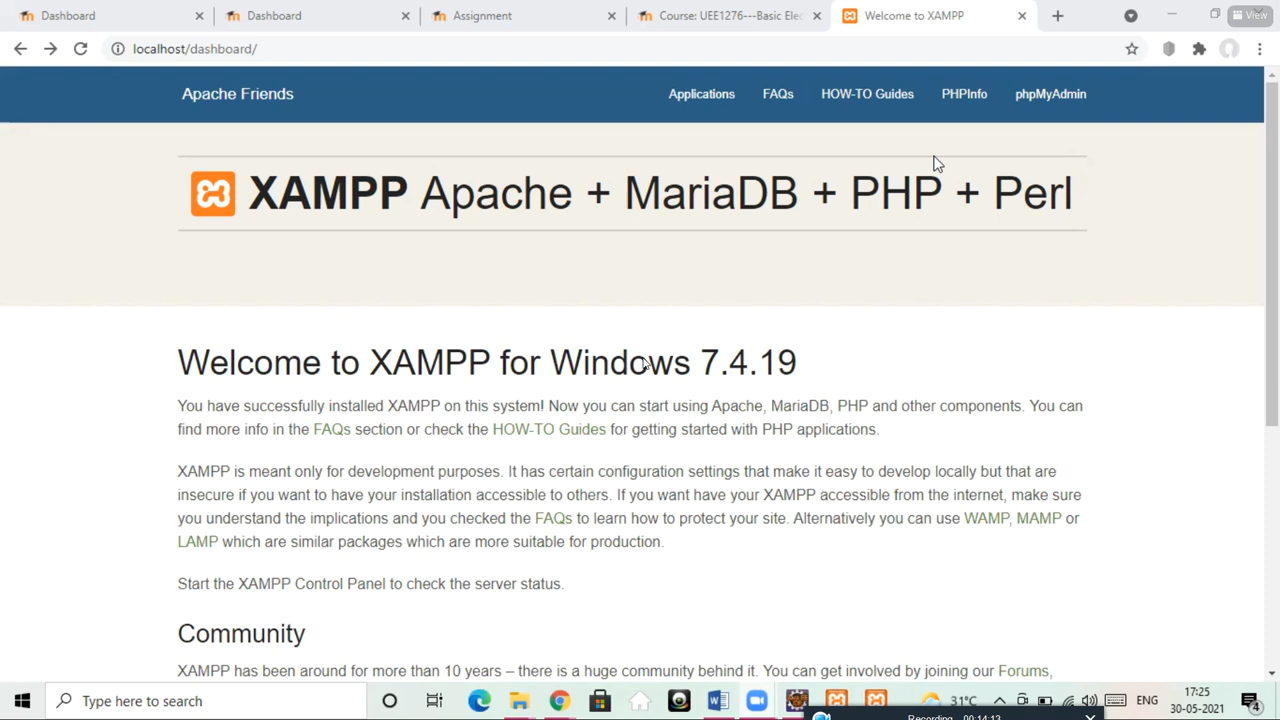 Dashboard
Dashboard
Assignment
Course: UEE1276---Basic Elec
Welcome to XAMPP
View
localhost/dashboard/
Apache Friends
Applications
FAQs
HOW-TO Guides
PHPInfo
phpMyAdmin
XAMPP Apache + MariaDB + PHP + Perl
Welcome to XAMPP for Windows 7.4.19
You have successfully installed XAMPP on this system! Now you can start using Apache, MariaDB, PHP and other components. You can
find more info in the FAQs section or check the HOW-TO Guides for getting started with PHP applications.
XAMPP is meant only for development purposes. It has certain configuration settings that make it easy to develop locally but that are
insecure if you want to have your installation accessible to others. If you want have your XAMPP accessible from the internet, make sure
you understand the implications and you checked the FAQs to learn how to protect your site. Alternatively you can use WAMP, MAMP or
LAMP which are similar packages which are more suitable for production.
Start the XAMPP Control Panel to check the server status.
Community
XAMPP has been around for more than 10 years – there is a huge community behind it. You can get involved by joining our Forums,
Type here to search
31°C
ENG
17:25
30-05-2021
4
Recording 00:14:13